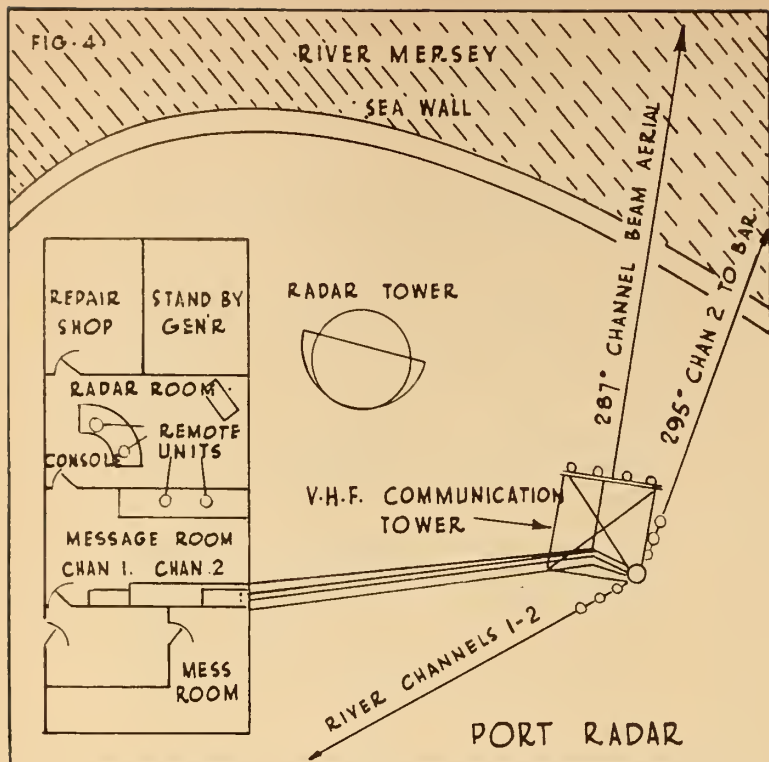 FIG. 4
RIVER MERSEY
SEA WALL
287° CHANNEL BEAM AERIAL
295° CHAN 2 TO BAR.
RADAR TOWER
REPAIR
SHOP
STAND BY
GEN'R
RADAR ROOM
REMOTE
UNITS
CONSOLE
V.H.F. COMMUNICATION
TOWER
MESSAGE ROOM
CHAN 1. CHAN 2
MESS
ROOM
RIVER CHANNELS 1-2
PORT RADAR